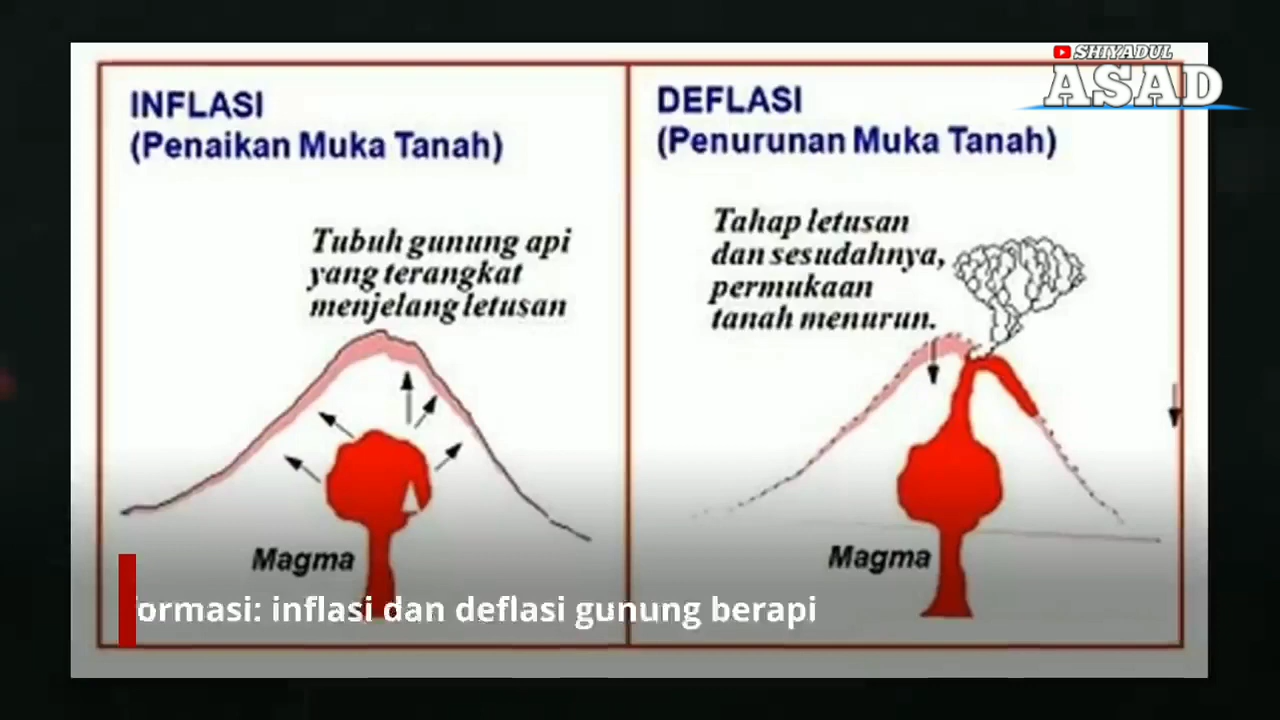 SHIYADUL
ASAD
INFLASI
(Penaikan Muka Tanah)
Tubuh gunung api
yang terangkat
menjelang letusan
Magma
DEFLASI
(Penurunan Muka Tanah)
Tahap letusan
dan sesudahnya,
permukaan
tanah menurun.
Magma
formasi: inflasi dan deflasi gunung berapi